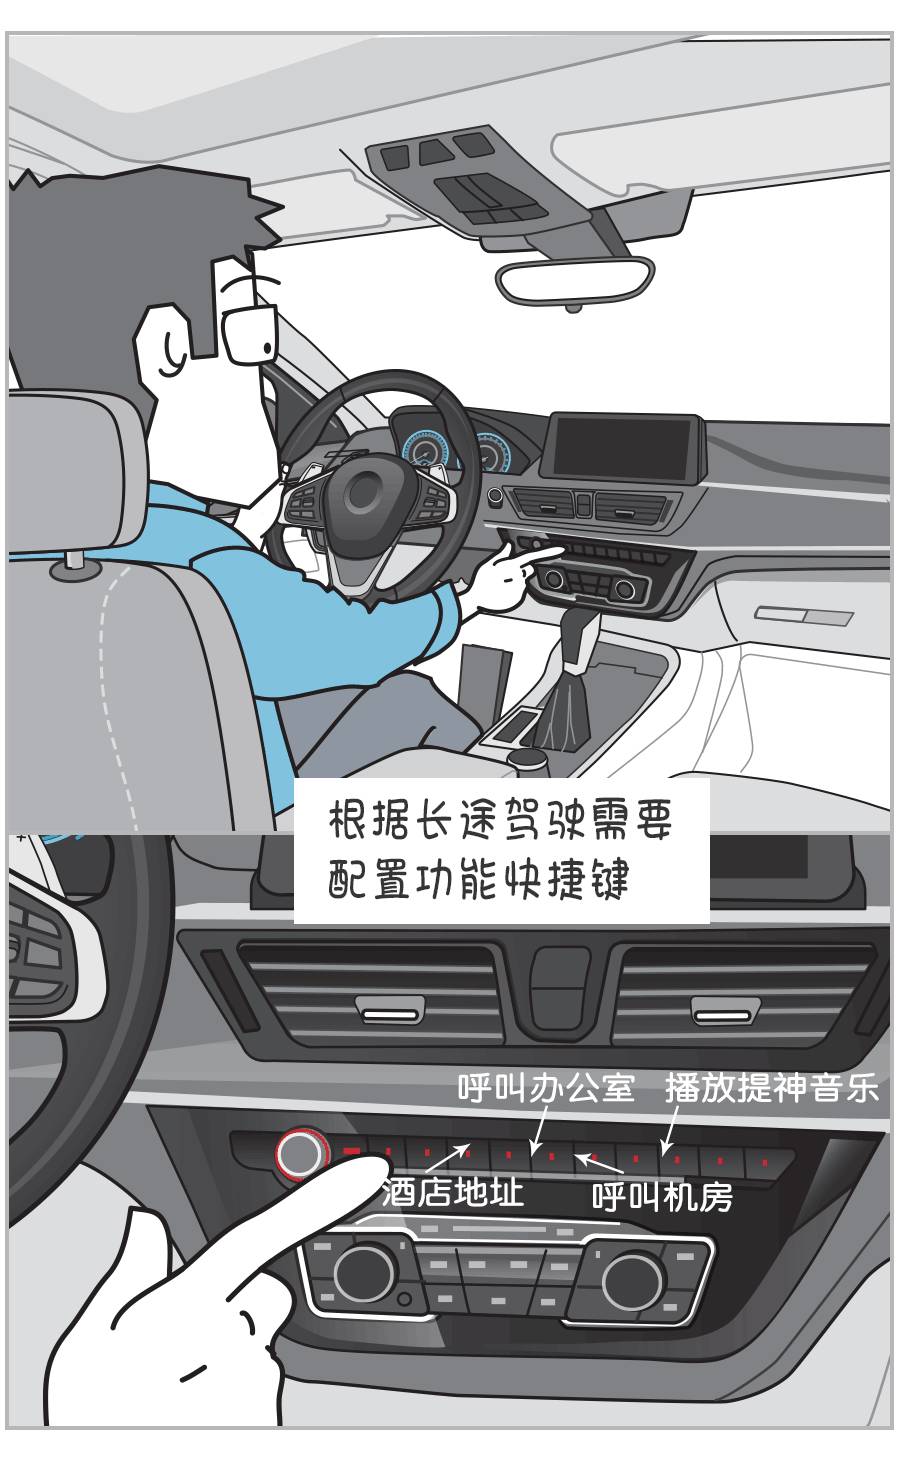 根据长途驾驶需要
配置功能快捷键
呼叫办公室
播放提神音乐
酒店地址
呼叫机房